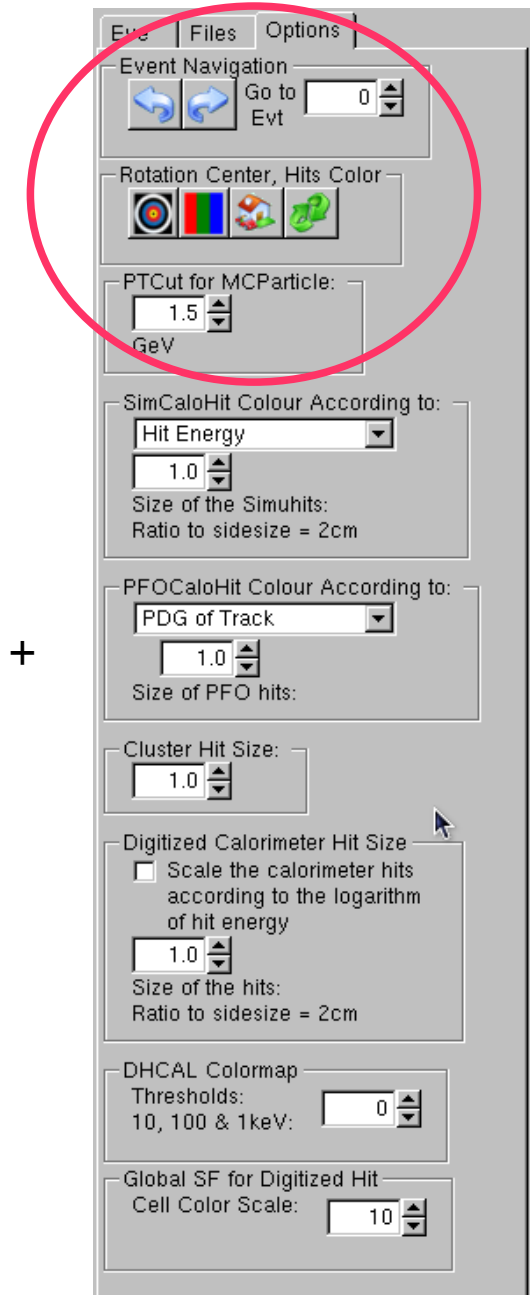 Eve Files Options
Event Navigation
Go to 0
Evt
Rotation Center, Hits Color
PTCut for MCParticle:
1.5
GeV
SimCaloHit Colour According to:
Hit Energy
1.0
Size of the Simuhits:
Ratio to sidesize = 2cm
PFOCaloHit Colour According to:
PDG of Track
+
1.0
Size of PFO hits:
Cluster Hit Size:
1.0
Digitized Calorimeter Hit Size
Scale the calorimeter hits
according to the logarithm
of hit energy
1.0
Size of the hits:
Ratio to sidesize = 2cm
DHCAL Colormap
Thresholds:
10, 100 & 1keV: 0
Global SF for Digitized Hit
Cell Color Scale: 10